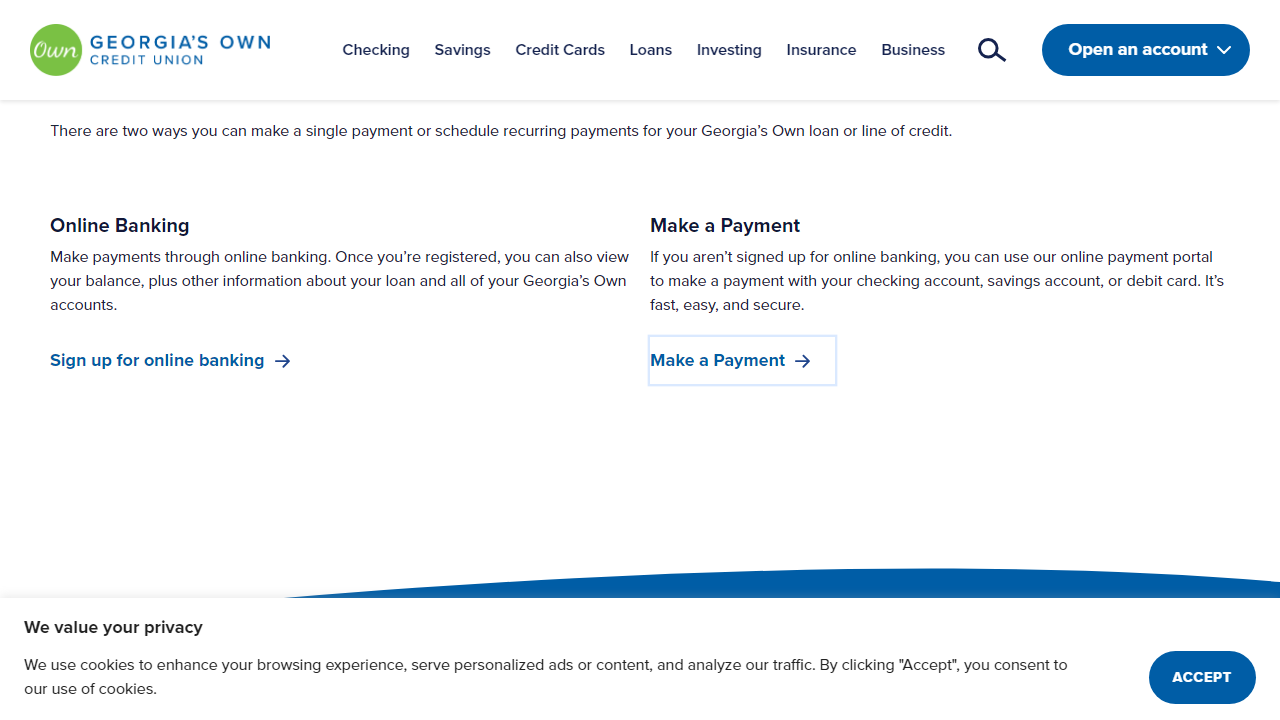 Own GEORGIA'S OWN
CREDIT UNION
Checking Savings Credit Cards Loans Investing Insurance Business
Open an account
There are two ways you can make a single payment or schedule recurring payments for your Georgia's Own loan or line of credit.
Online Banking
Make payments through online banking. Once you're registered, you can also view
your balance, plus other information about your loan and all of your Georgia's Own
accounts.
Sign up for online banking
Make a Payment
If you aren't signed up for online banking, you can use our online payment portal
to make a payment with your checking account, savings account, or debit card. It's
fast, easy, and secure.
Make a Payment
We value your privacy
We use cookies to enhance your browsing experience, serve personalized ads or content, and analyze our traffic. By clicking "Accept", you consent to
our use of cookies.
ACCEPT